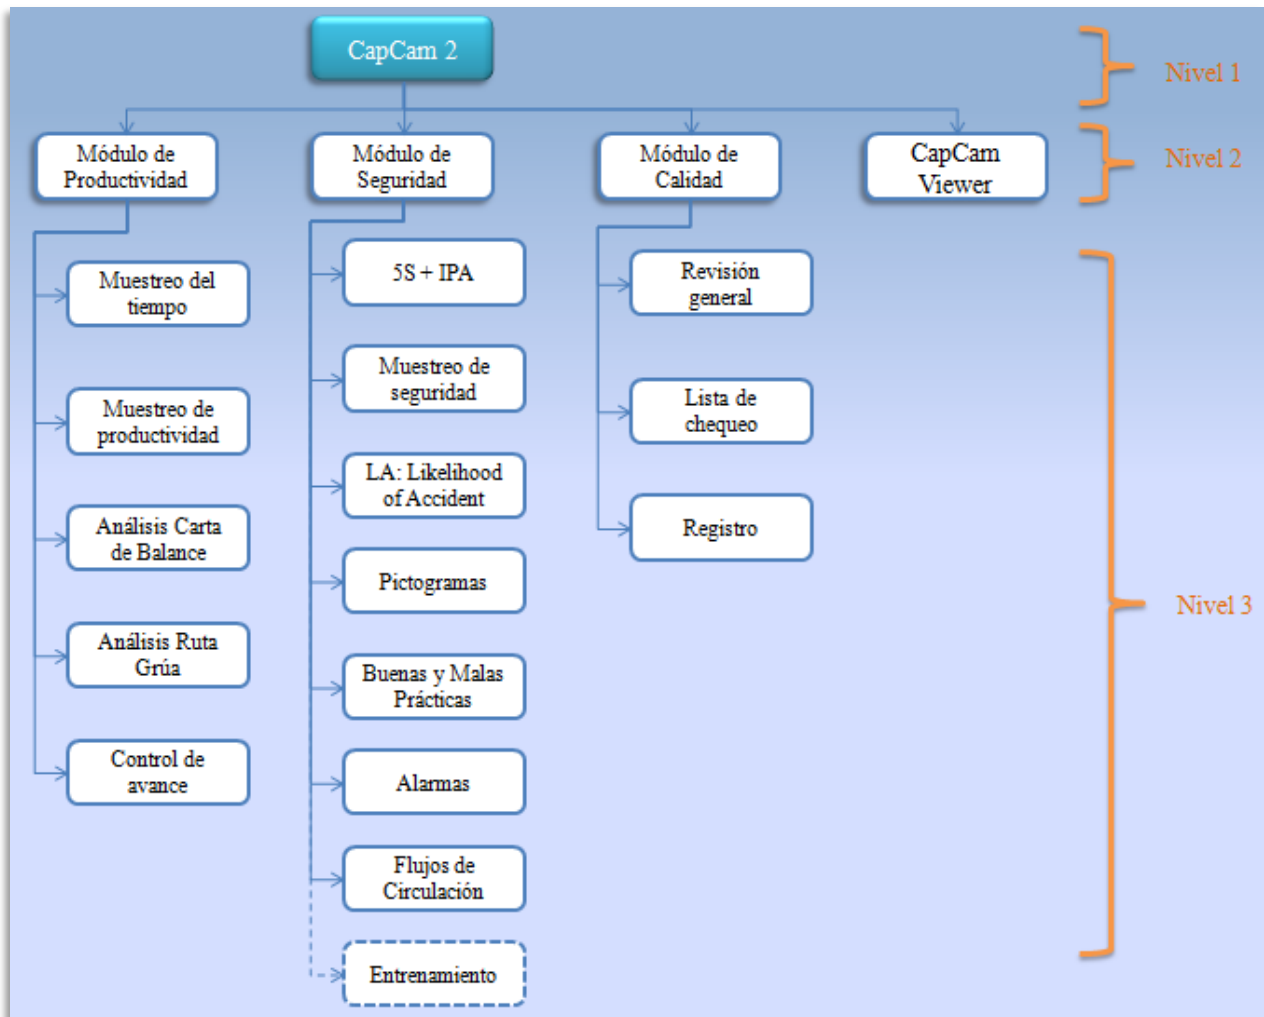 CapCam 2
Nivel 1
Módulo de
Productividad
Módulo de
Seguridad
Módulo de
Calidad
CapCam
Viewer
Nivel 2
Muestreo del
tiempo
Muestreo de
productividad
Análisis Carta
de Balance
Análisis Ruta
Grúa
Control de
avance
5S + IPA
Muestreo de
seguridad
LA: Likelihood
of Accident
Pictogramas
Buenas y Malas
Prácticas
Alarmas
Flujos de
Circulación
Entrenamiento
Revisión
general
Lista de
chequeo
Registro
Nivel 3